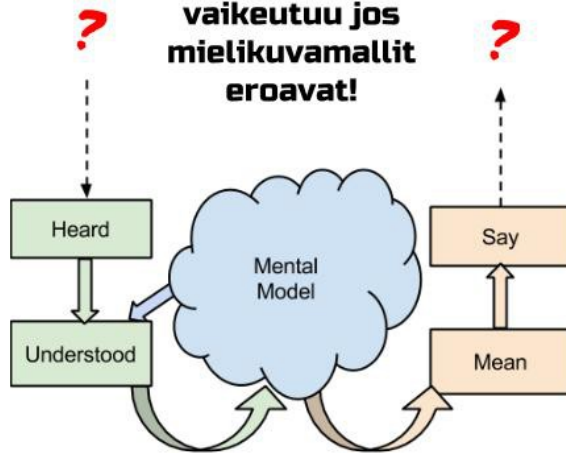 ?
vaikeutuu jos
mielikuvamallit
eroavat!
?
Heard
Say
Mental
Model
Understood
Mean